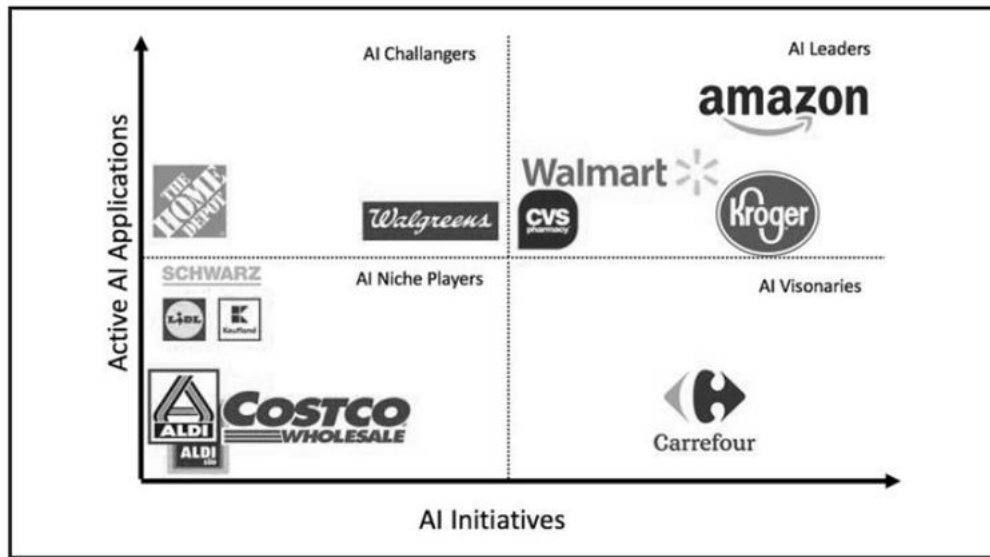 AI Challangers
AI Leaders
amazon
Walmart
THE
HOME
DEPOT
Walgreens
CVS
pharmacy
Kroger
SCHWARZ
AI Niche Players
AI Visonaries
LiDL
K
Kaufland
ALDI
ALDI
COSTCO
WHOLESALE
Carrefour
Active AI Applications
AI Initiatives